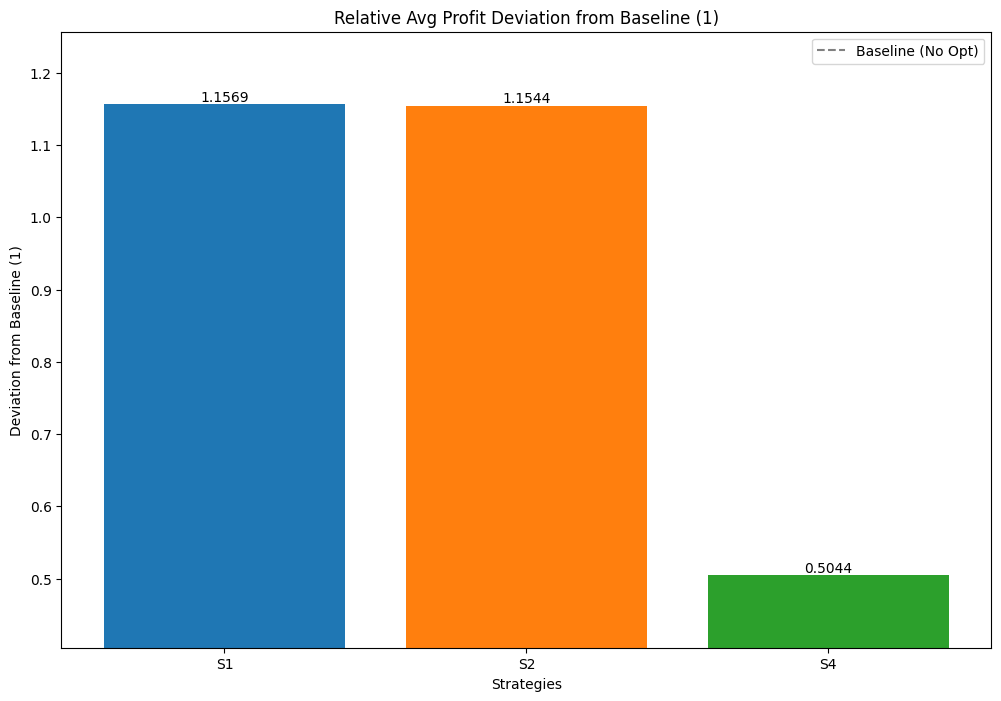 Relative Avg Profit Deviation from Baseline (1)
Baseline (No Opt)
1.2
1.1
1.0
0.9
0.8
0.7
0.6
0.5
Deviation from Baseline (1)
1.1569
1.1544
0.5044
S1
S2
S4
Strategies